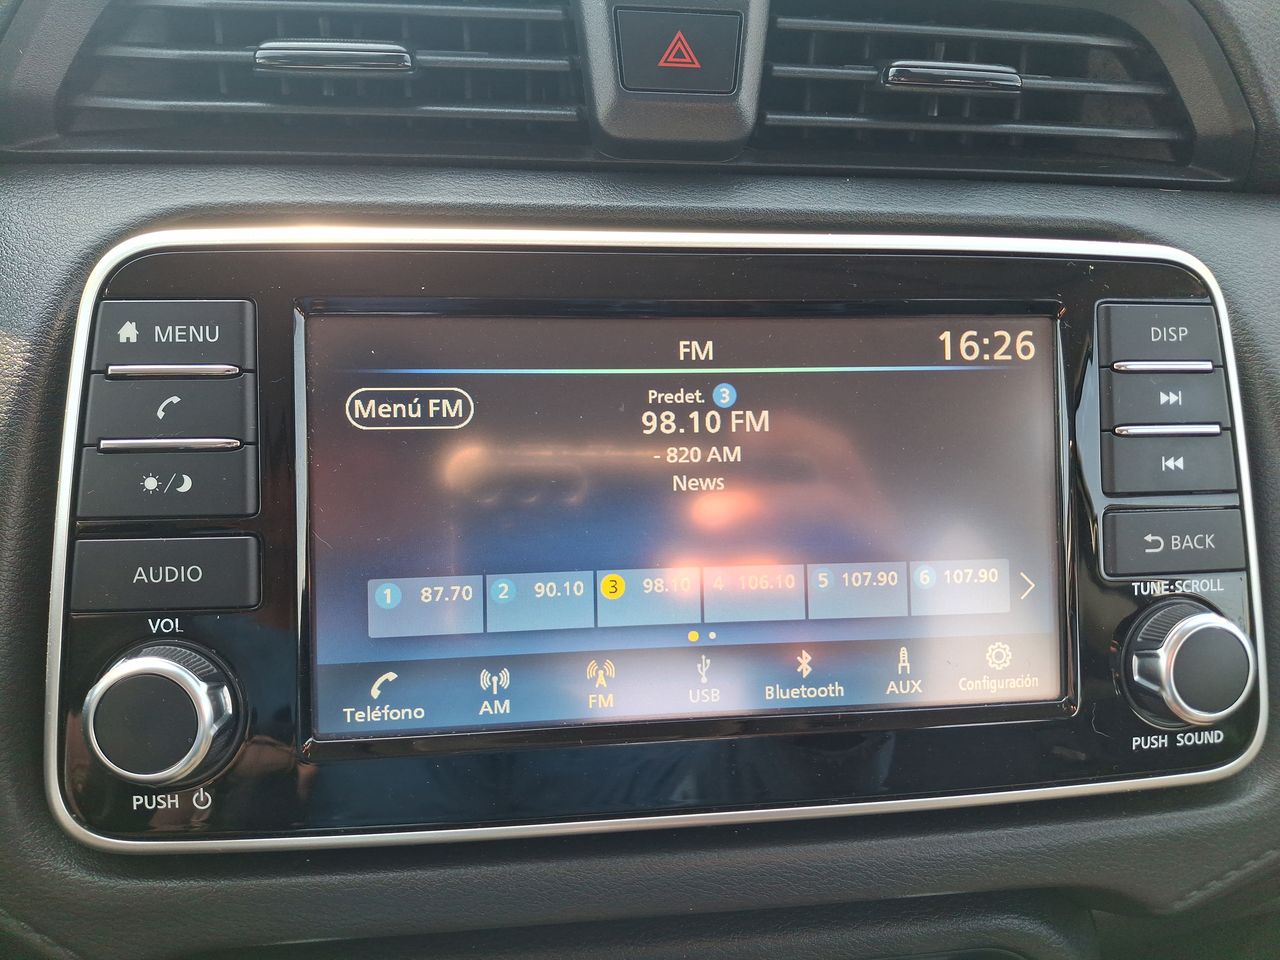 MENU
AUDIO
VOL
PUSH
FM
16:26
Menú FM
Predet. 3
98.10 FM
- 820 AM
News
1 87.70
2 90.10
3 98.10
4 106.10
5 107.90
6 107.90
Teléfono
AM
FM
USB
Bluetooth
AUX
Configuración
DISP
BACK
TUNE·SCROLL
PUSH SOUND